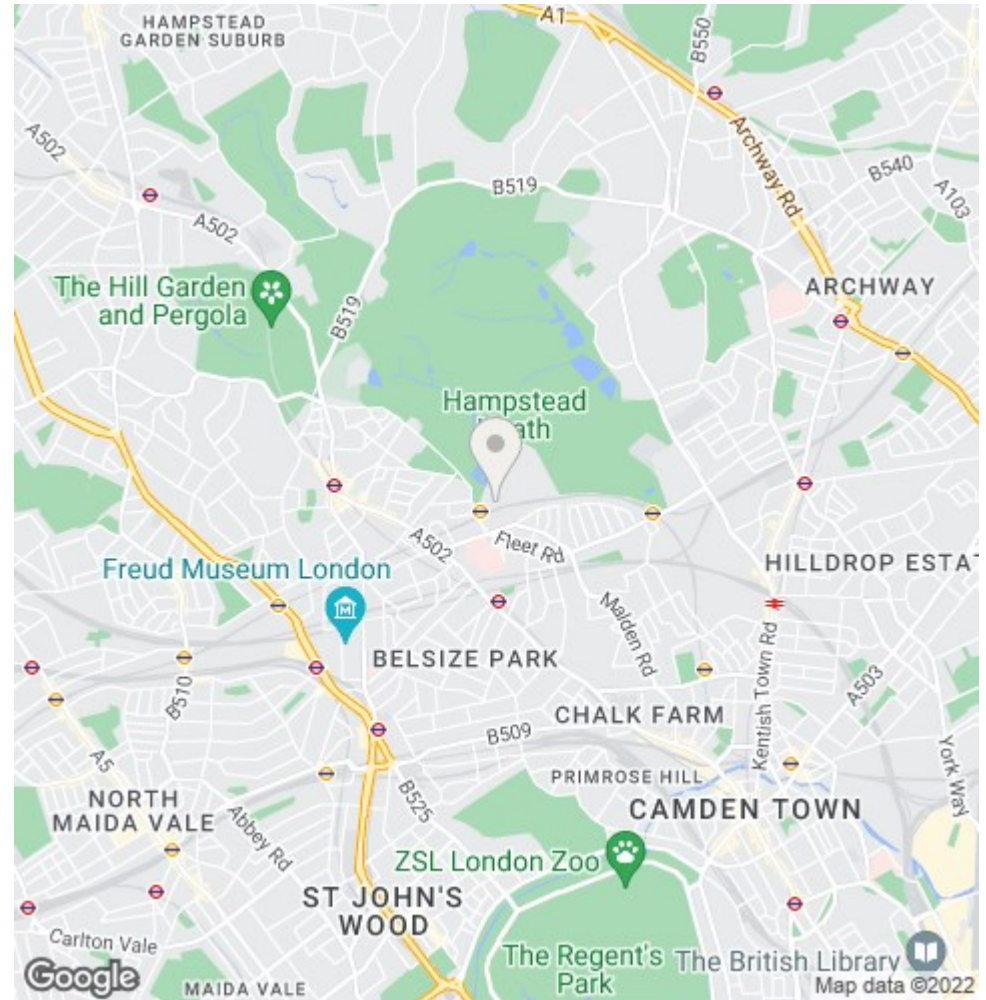 HAMPSTEAD
GARDEN SUBURB
A1
B550
A502
Archway Rd
B540
A103
B519
A502
The Hill Garden
and Pergola
B519
ARCHWAY
Hampstead
A502
Fleet Rd
HILLDROP ESTAT
Freud Museum London
Malden Rd
BELSIZE PARK
Kentish Town Rd
A503
B510
CHALK FARM
B509
A5
PRIMROSE HILL
York Way
NORTH
MAIDA VALE
Abbey Rd
B525
CAMDEN TOWN
ZSL London Zoo
ST JOHN'S
WOOD
Carlton Vale
The Regent's
Park
The British Library
Google
MAIDA VALE
Map data ©2022